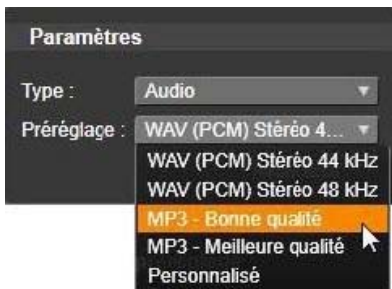 Paramètres
Type : Audio
Préréglage : WAV (PCM) Stéréo 4...
WAV (PCM) Stéréo 44 kHz
WAV (PCM) Stéréo 48 kHz
MP3 - Bonne qualité
MP3 - Meilleure qualité
Personnalisé